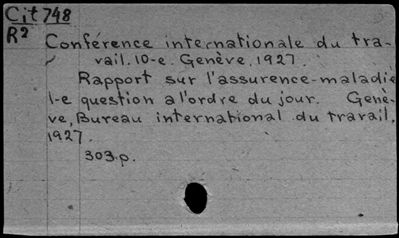 Cit 748
R2
Conférence internationale du tra-
vail. 10-e. Genève, 1927.
Rapport sur l'assurence-maladie
1-e question a l'ordre du jour. Genè-
ve, Bureau international du travail,
1927.
303 p.